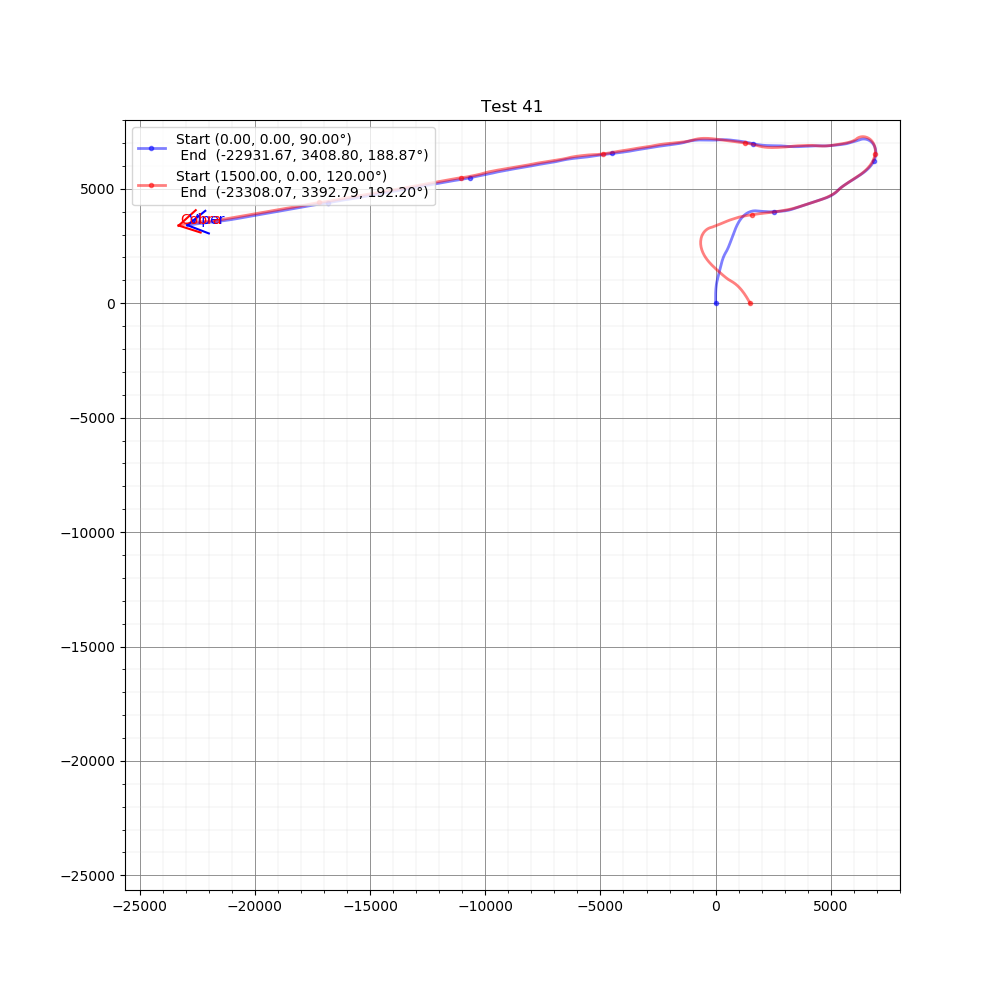 Test 41
Start (0.00, 0.00, 90.00°)
End (-22931.67, 3408.80, 188.87°)
Start (1500.00, 0.00, 120.00°)
End (-23308.07, 3392.79, 192.20°)
5000
0
−5000
−10000
−15000
−20000
−25000
−25000 −20000 −15000 −10000 −5000 0 5000